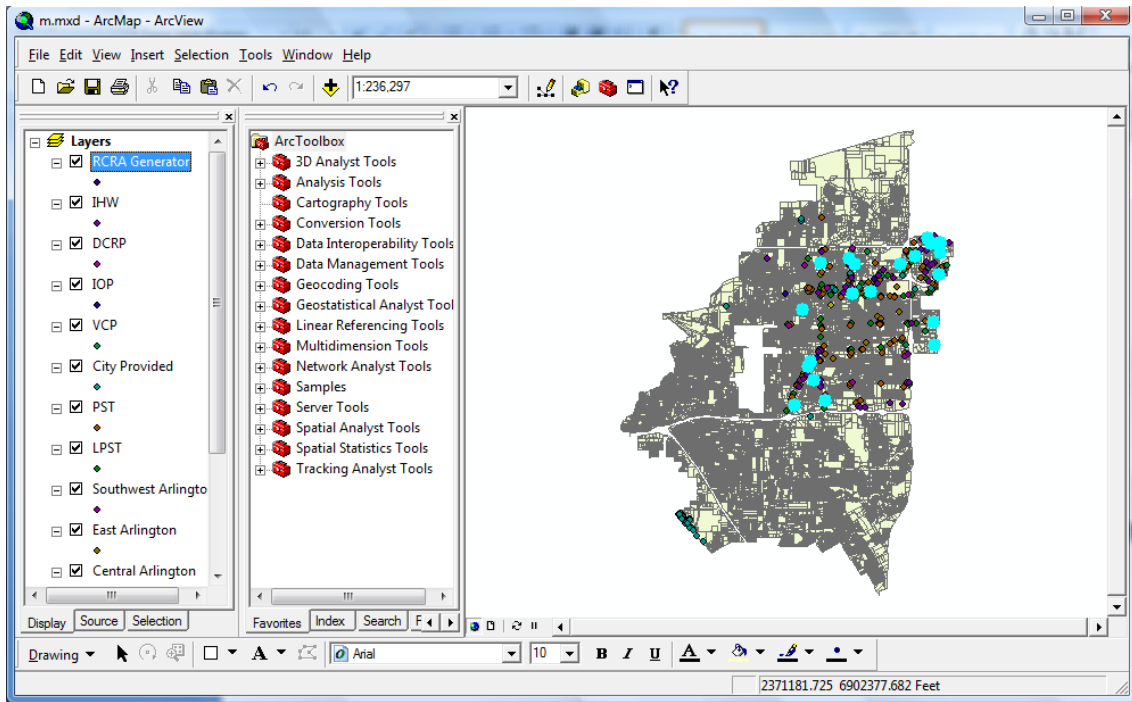 m.mxd - ArcMap - ArcView
File Edit View Insert Selection Tools Window Help
1:236,297
Layers
RCRA Generator
IHW
DCRP
IOP
VCP
City Provided
PST
LPST
Southwest Arlingto
East Arlington
Central Arlington
Display Source Selection
ArcToolbox
3D Analyst Tools
Analysis Tools
Cartography Tools
Conversion Tools
Data Interoperability Tools
Data Management Tools
Geocoding Tools
Geostatistical Analyst Tool
Linear Referencing Tools
Multidimension Tools
Network Analyst Tools
Samples
Server Tools
Spatial Analyst Tools
Spatial Statistics Tools
Tracking Analyst Tools
Favorites Index Search
Drawing A Arial 10 B I U A
2371181.725 6902377.682 Feet